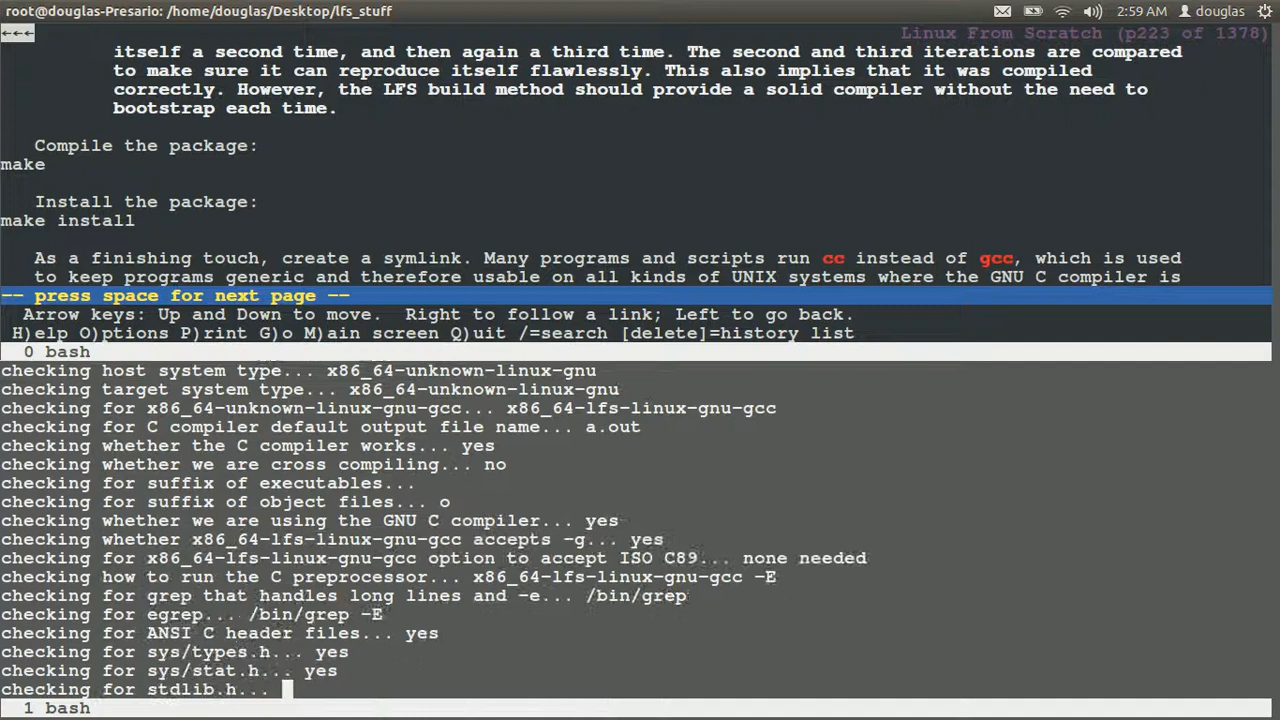 root@douglas-Presario: /home/douglas/Desktop/lfs_stuff 2:59 AM douglas
←←← Linux From Scratch (p223 of 1378)
itself a second time, and then again a third time. The second and third iterations are compared
to make sure it can reproduce itself flawlessly. This also implies that it was compiled
correctly. However, the LFS build method should provide a solid compiler without the need to
bootstrap each time.
Compile the package:
make
Install the package:
make install
As a finishing touch, create a symlink. Many programs and scripts run cc instead of gcc, which is used
to keep programs generic and therefore usable on all kinds of UNIX systems where the GNU C compiler is
-- press space for next page --
Arrow keys: Up and Down to move.  Right to follow a link; Left to go back.
H)elp O)ptions P)rint G)o M)ain screen Q)uit /=search [delete]=history list
0 bash
checking host system type... x86_64-unknown-linux-gnu
checking target system type... x86_64-unknown-linux-gnu
checking for x86_64-unknown-linux-gnu-gcc... x86_64-lfs-linux-gnu-gcc
checking for C compiler default output file name... a.out
checking whether the C compiler works... yes
checking whether we are cross compiling... no
checking for suffix of executables...
checking for suffix of object files... o
checking whether we are using the GNU C compiler... yes
checking whether x86_64-lfs-linux-gnu-gcc accepts -g... yes
checking for x86_64-lfs-linux-gnu-gcc option to accept ISO C89... none needed
checking how to run the C preprocessor... x86_64-lfs-linux-gnu-gcc -E
checking for grep that handles long lines and -e... /bin/grep
checking for egrep... /bin/grep -E
checking for ANSI C header files... yes
checking for sys/types.h... yes
checking for sys/stat.h... yes
checking for stdlib.h...
1 bash